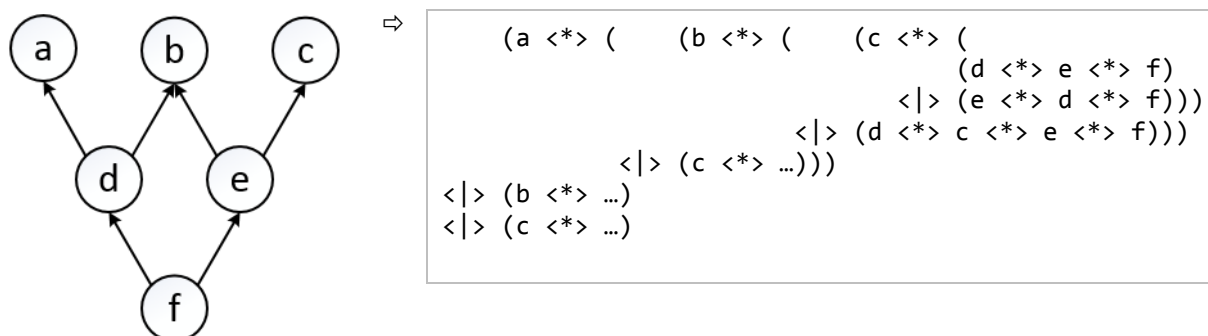 a b c
d e
f
⇨
(a <*> ( (b <*> ( (c <*> (
(d <*> e <*> f)
<|> (e <*> d <*> f)))
<|> (d <*> c <*> e <*> f)))
<|> (c <*> …)))
<|> (b <*> …)
<|> (c <*> …)